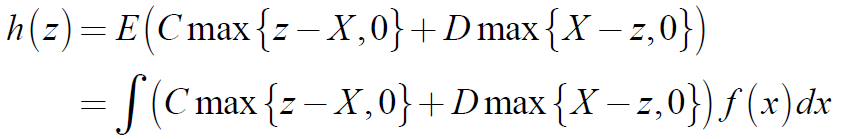 h(z) = E(C max{z − X, 0} + D max{X − z, 0})
= ∫(C max{z − X, 0} + D max{X − z, 0}) f(x)dx